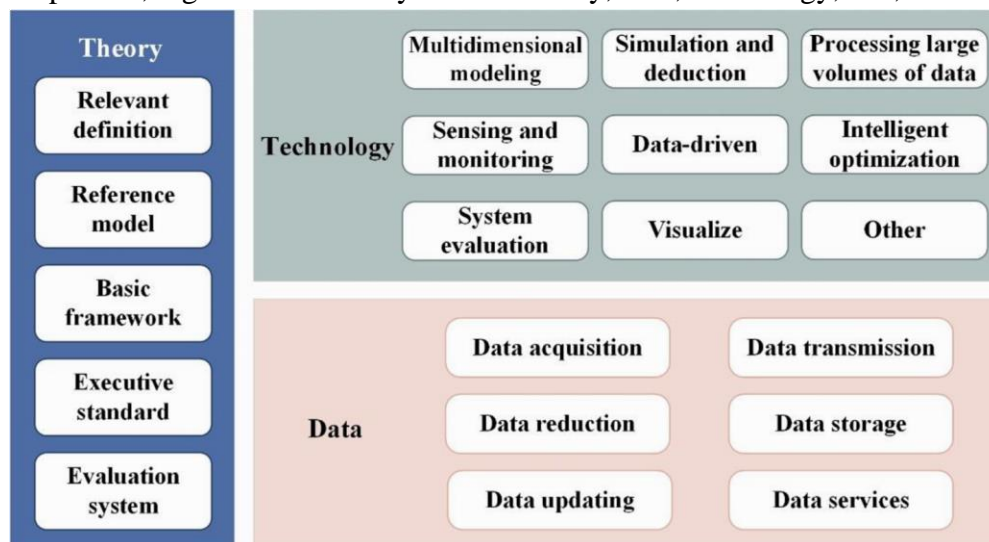 Theory
Relevant
definition
Reference
model
Basic
framework
Executive
standard
Evaluation
system
Technology
Multidimensional
modeling
Simulation and
deduction
Processing large
volumes of data
Sensing and
monitoring
Data-driven
Intelligent
optimization
System
evaluation
Visualize
Other
Data
Data acquisition
Data transmission
Data reduction
Data storage
Data updating
Data services